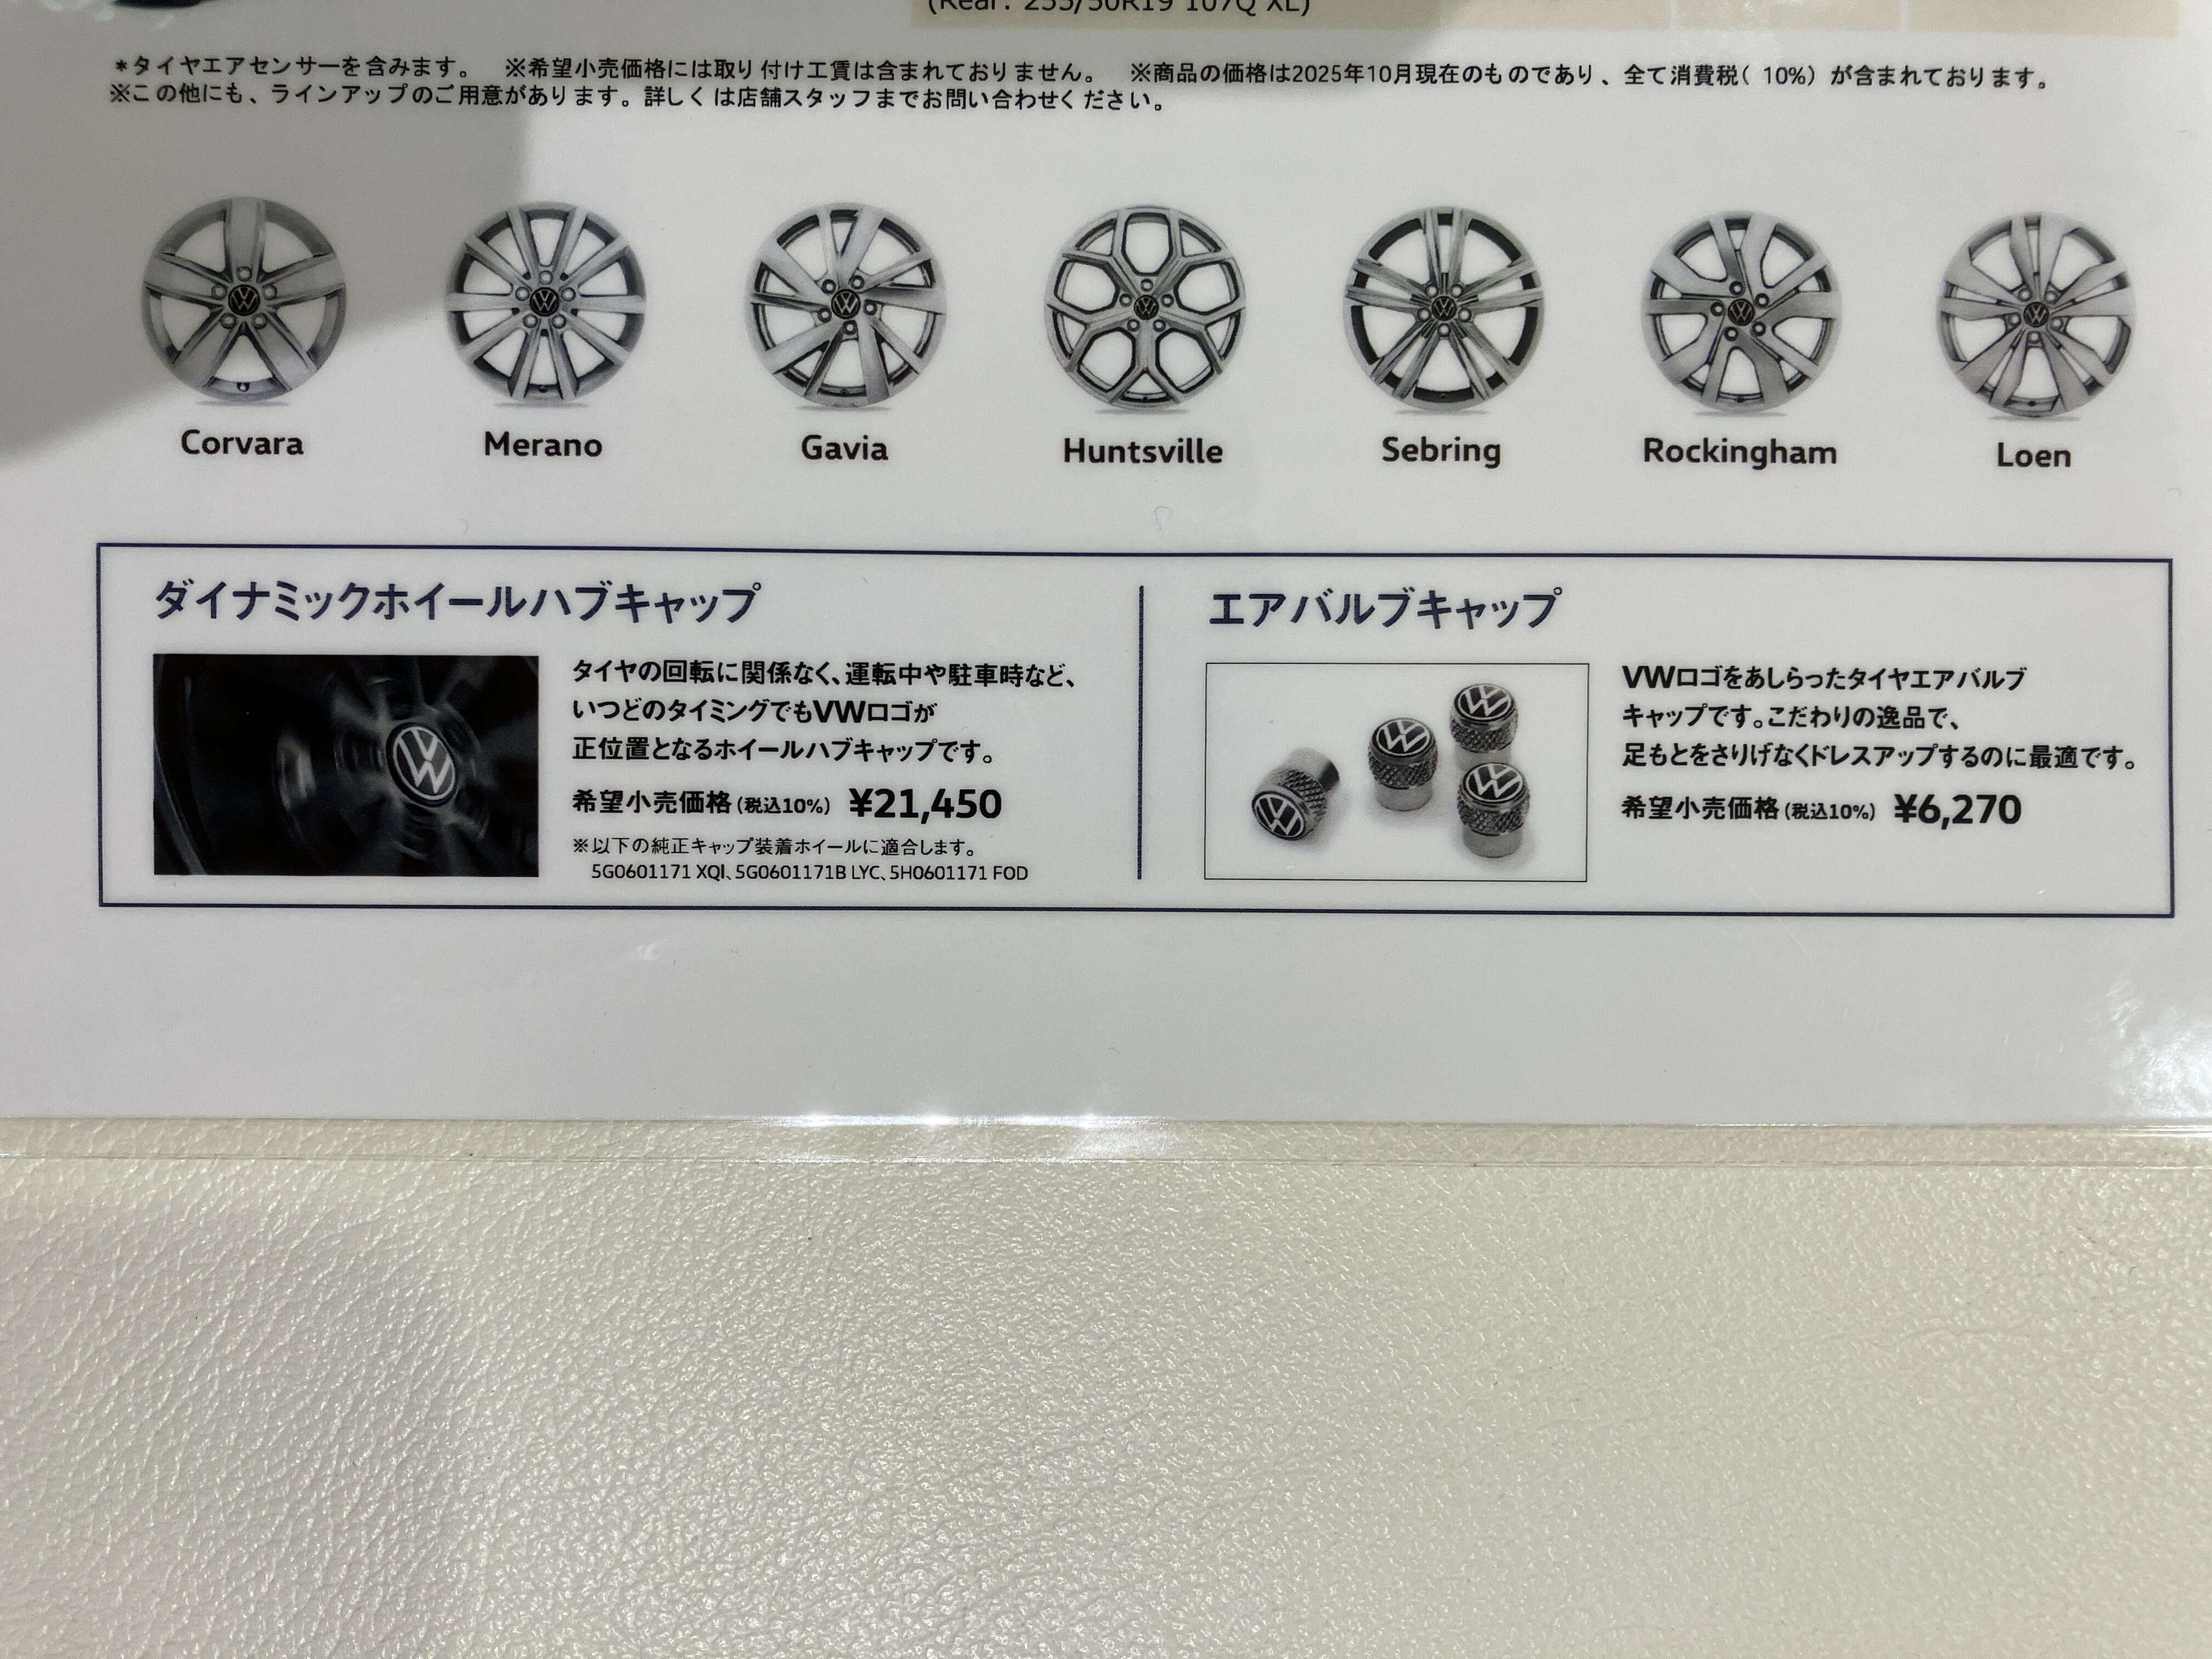 (Rear: 255/50R19 107Q XL)
*タイヤエアセンサーを含みます。 ※希望小売価格には取り付け工賃は含まれておりません。 ※商品の価格は2025年10月現在のものであり、全て消費税( 10%) が含まれております。
※この他にも、ラインアップのご用意があります。詳しくは店舗スタッフまでお問い合わせください。
Corvara
Merano
Gavia
Huntsville
Sebring
Rockingham
Loen
ダイナミックホイールハブキャップ
タイヤの回転に関係なく、運転中や駐車時など、
いつどのタイミングでもVWロゴが
正位置となるホイールハブキャップです。
希望小売価格(税込10%) ¥21,450
※以下の純正キャップ装着ホイールに適合します。
5G0601171 XQI、5G0601171B LYC、5H0601171 FOD
エアバルブキャップ
VWロゴをあしらったタイヤエアバルブ
キャップです。こだわりの逸品で、
足もとをさりげなくドレスアップするのに最適です。
希望小売価格(税込10%) ¥6,270